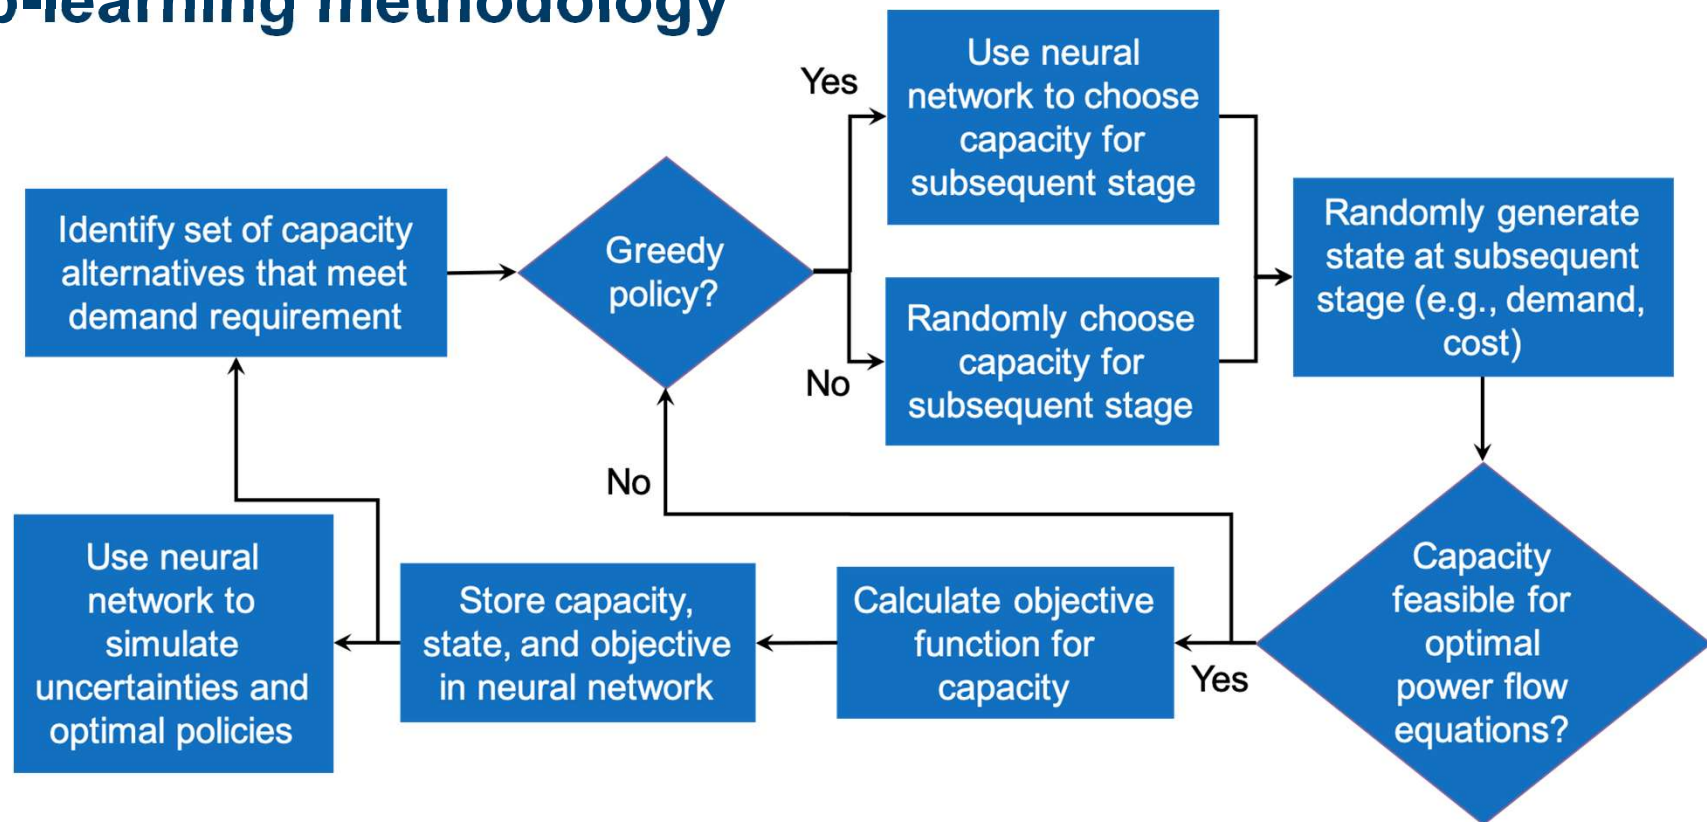 -learning methodology
Identify set of capacity
alternatives that meet
demand requirement
Greedy
policy?
Yes
Use neural
network to choose
capacity for
subsequent stage
No
Randomly choose
capacity for
subsequent stage
Randomly generate
state at subsequent
stage (e.g., demand,
cost)
Capacity
feasible for
optimal
power flow
equations?
No
Yes
Calculate objective
function for
capacity
Store capacity,
state, and objective
in neural network
Use neural
network to
simulate
uncertainties and
optimal policies